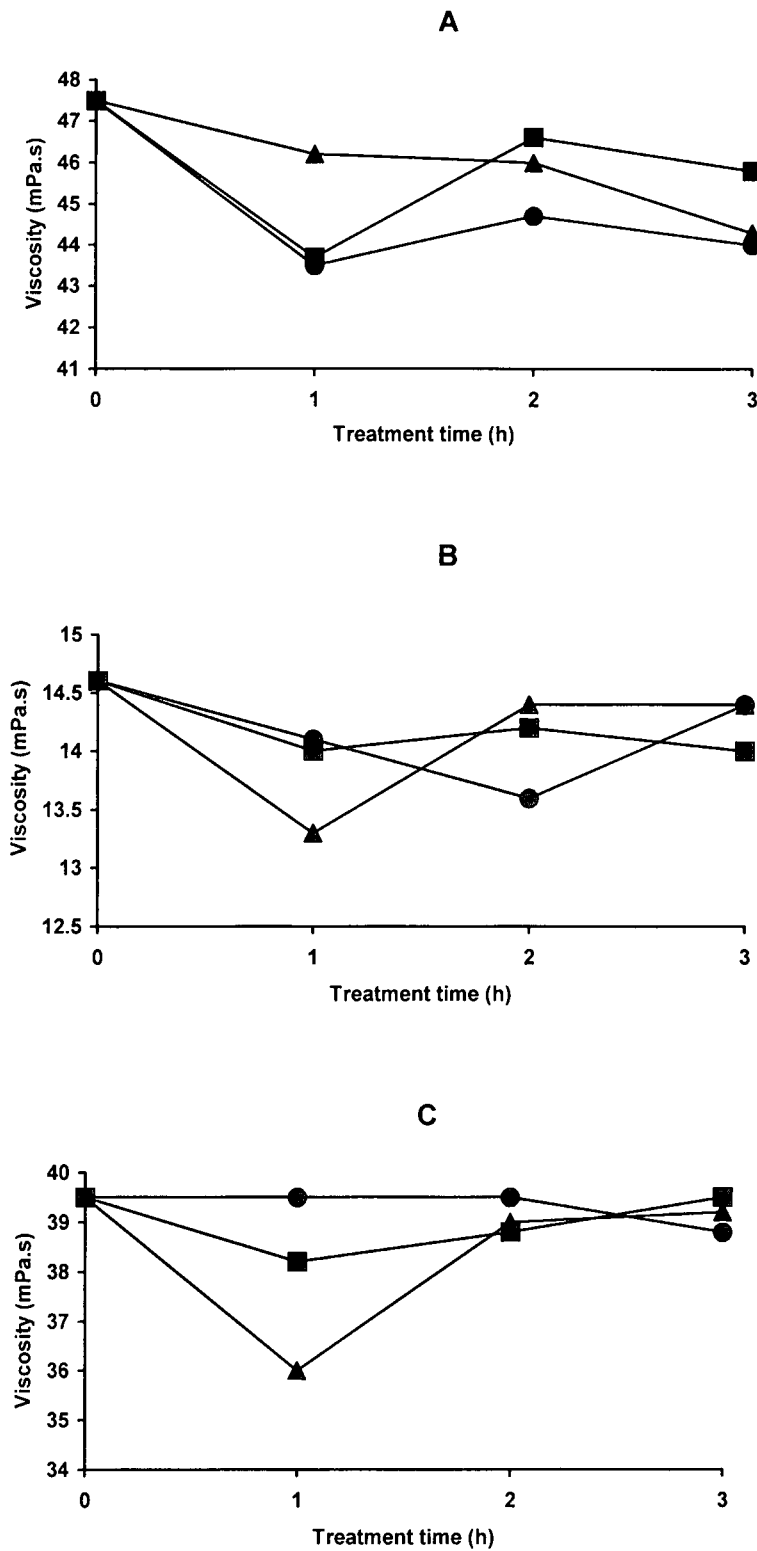 A
48
47
46
45
44
43
42
41
Viscosity (mPa.s)
0 1 2 3
Treatment time (h)
B
15
14.5
14
13.5
13
12.5
Viscosity (mPa.s)
0 1 2 3
Treatment time (h)
C
40
39
38
37
36
35
34
Viscosity (mPa.s)
0 1 2 3
Treatment time (h)